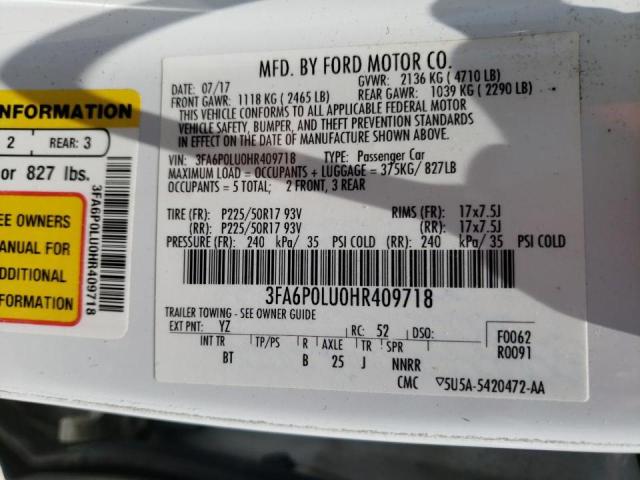 NFORMATION
2 REAR: 3
or 827 lbs.
EE OWNERS
ANUAL FOR
DDITIONAL
FORMATION
3FA6P0LU0HR409718
MFD. BY FORD MOTOR CO.
DATE: 07/17 GVWR: 2136 KG ( 4710 LB)
FRONT GAWR: 1118 KG ( 2465 LB) REAR GAWR: 1039 KG ( 2290 LB)
THIS VEHICLE CONFORMS TO ALL APPLICABLE FEDERAL MOTOR
VEHICLE SAFETY, BUMPER, AND THEFT PREVENTION STANDARDS
IN EFFECT ON THE DATE OF MANUFACTURE SHOWN ABOVE.
VIN: 3FA6P0LU0HR409718 TYPE: Passenger Car
MAXIMUM LOAD = OCCUPANTS + LUGGAGE = 375KG/ 827LB
OCCUPANTS = 5 TOTAL; 2 FRONT, 3 REAR
TIRE (FR): P225/50R17 93V RIMS (FR): 17x7.5J
(RR): P225/50R17 93V (RR): 17x7.5J
PRESSURE (FR): 240 kPa/ 35 PSI COLD (RR): 240 kPa/ 35 PSI COLD
3FA6P0LU0HR409718
TRAILER TOWING - SEE OWNER GUIDE
EXT PNT: YZ RC: 52 DSO: F0062
INT TR TP/PS R AXLE TR SPR R0091
BT B 25 J NNRR
CMC ▽5U5A-5420472-AA